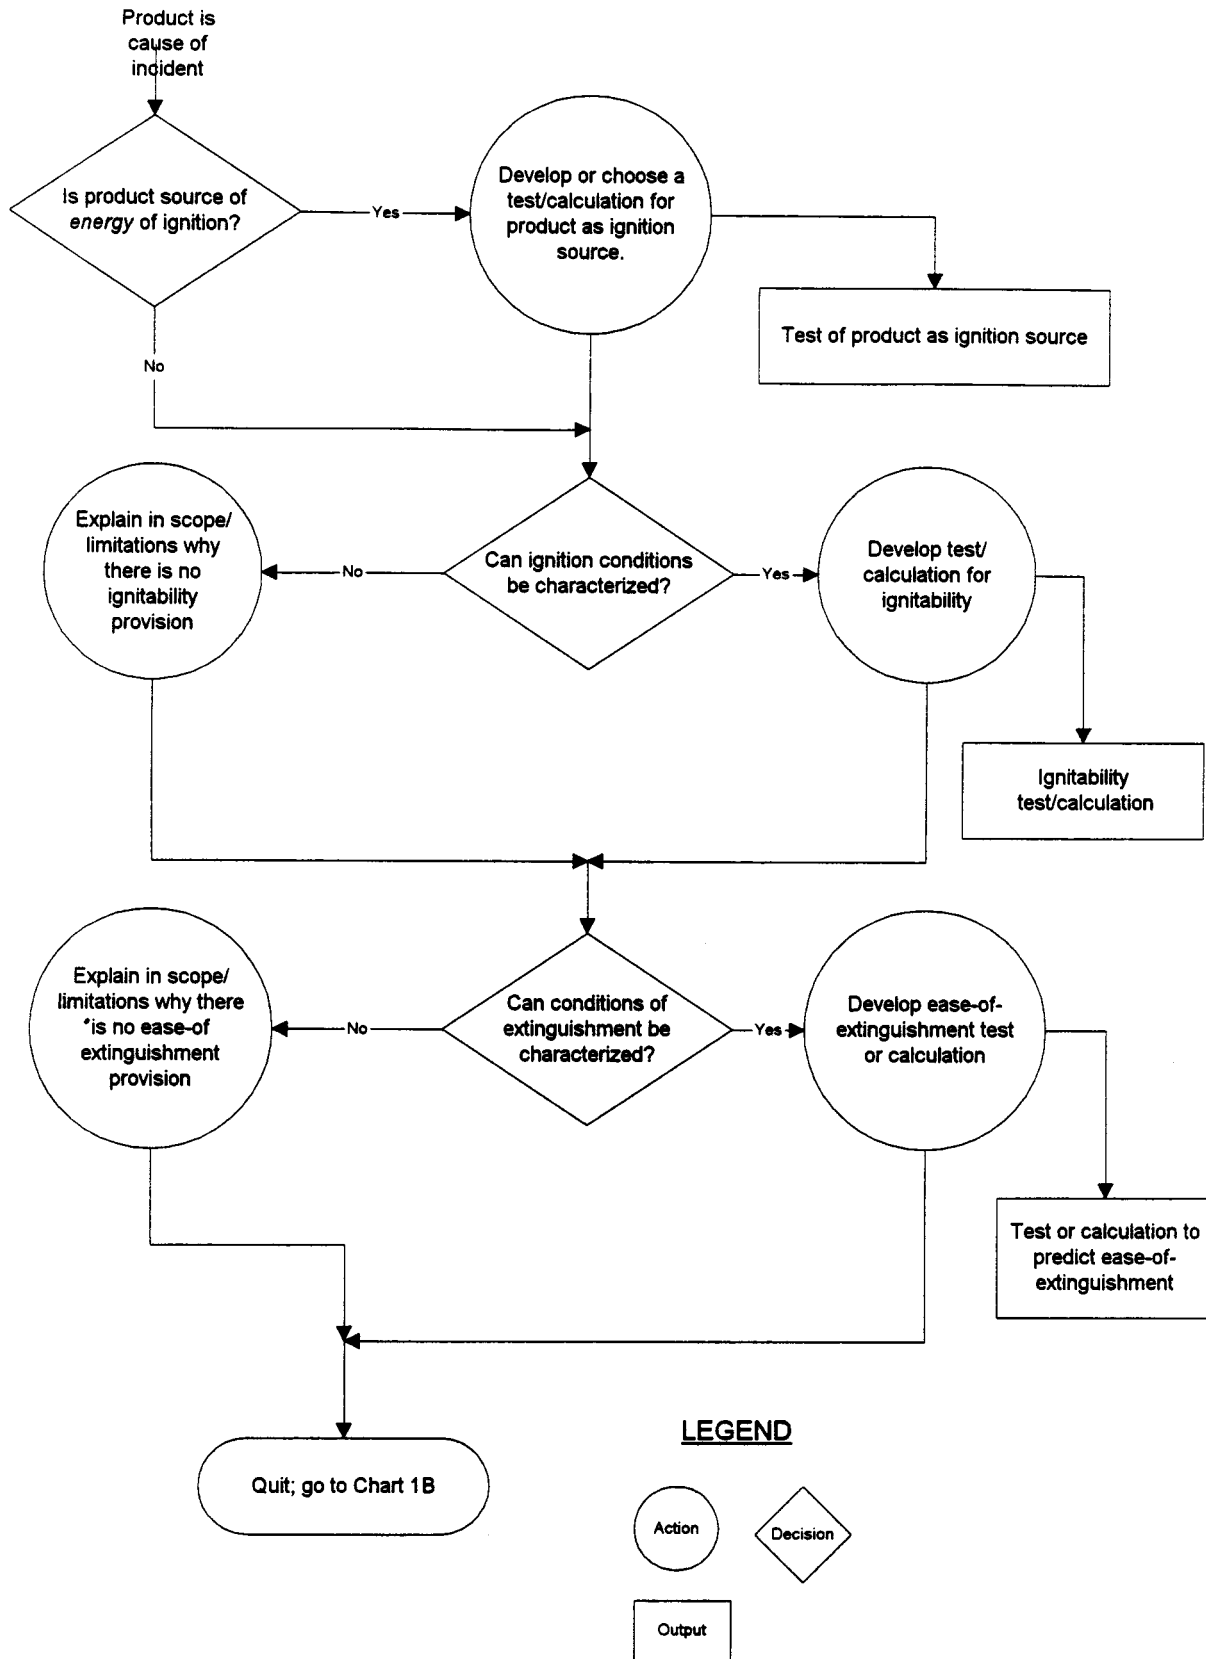 Product is
cause of
incident
Is product source of
energy of ignition?
Yes
Develop or choose a
test/calculation for
product as ignition
source.
Test of product as ignition source
No
Explain in scope/
limitations why
there is no
ignitability
provision
No
Can ignition conditions
be characterized?
Yes
Develop test/
calculation for
ignitability
Ignitability
test/calculation
Explain in scope/
limitations why there
is no ease-of
extinguishment
provision
No
Can conditions of
extinguishment be
characterized?
Yes
Develop ease-of-
extinguishment test
or calculation
Test or calculation to
predict ease-of-
extinguishment
Quit; go to Chart 1B
LEGEND
Action
Decision
Output